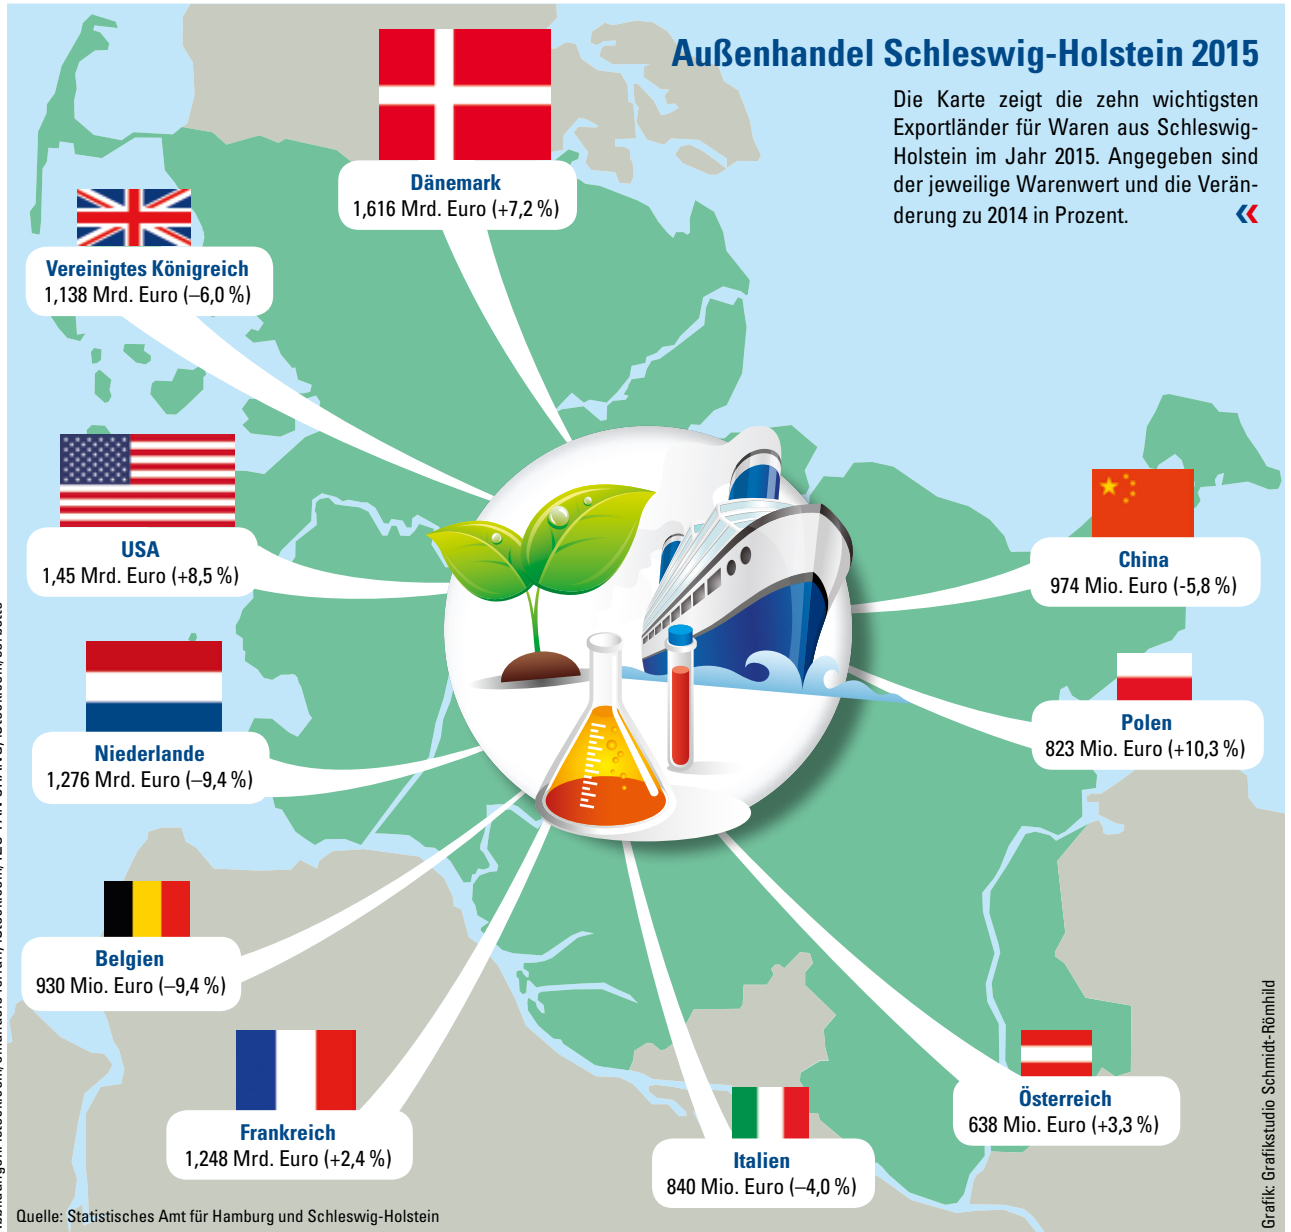 Außenhandel Schleswig-Holstein 2015
Die Karte zeigt die zehn wichtigsten
Exportländer für Waren aus Schleswig-
Holstein im Jahr 2015. Angegeben sind
der jeweilige Warenwert und die Verän-
derung zu 2014 in Prozent.
Dänemark
1,616 Mrd. Euro (+7,2 %)
Vereinigtes Königreich
1,138 Mrd. Euro (–6,0 %)
USA
1,45 Mrd. Euro (+8,5 %)
China
974 Mio. Euro (-5,8 %)
Niederlande
1,276 Mrd. Euro (–9,4 %)
Polen
823 Mio. Euro (+10,3 %)
Belgien
930 Mio. Euro (–9,4 %)
Frankreich
1,248 Mrd. Euro (+2,4 %)
Italien
840 Mio. Euro (–4,0 %)
Österreich
638 Mio. Euro (+3,3 %)
Quelle: Statistisches Amt für Hamburg und Schleswig-Holstein
Grafik: Grafikstudio Schmidt-Römhild